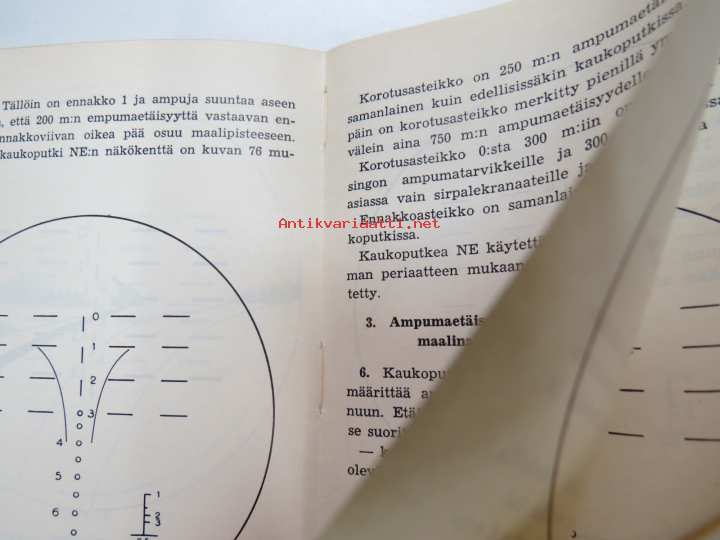 Tällöin on ennakko 1 ja ampuja suuntaa aseen
että 200 m:n empumaetäisyyttä vastaavan en-
nnakkoviivan oikea pää osuu maalipisteeseen.
kaukoputki NE:n näkökenttä on kuvan 76 mu-
0
1
2
3
4
5
6
1
2
3
Korotusasteikko on 250 m:n ampumaetäi
samanlainen kuin edellisissäkin kaukoputkissa.
päin on korotusasteikko merkitty pienillä
välein aina 750 m:n ampumaetäisyydelle
Korotusasteikko 0:sta 300 m:iin
singon ampumatarvikkeille ja 300
asiassa vain sirpalekranaateille
Ennakkoasteikko on samanlai
koputkissa.
Kaukoputkea NE käytett
man periaatteen mukaan
tetty.
3. Ampumaetäis
maalin
6. Kaukopu
määrittää
nuun. Etä
se suorit
—
olev
Antikvariaatti.net